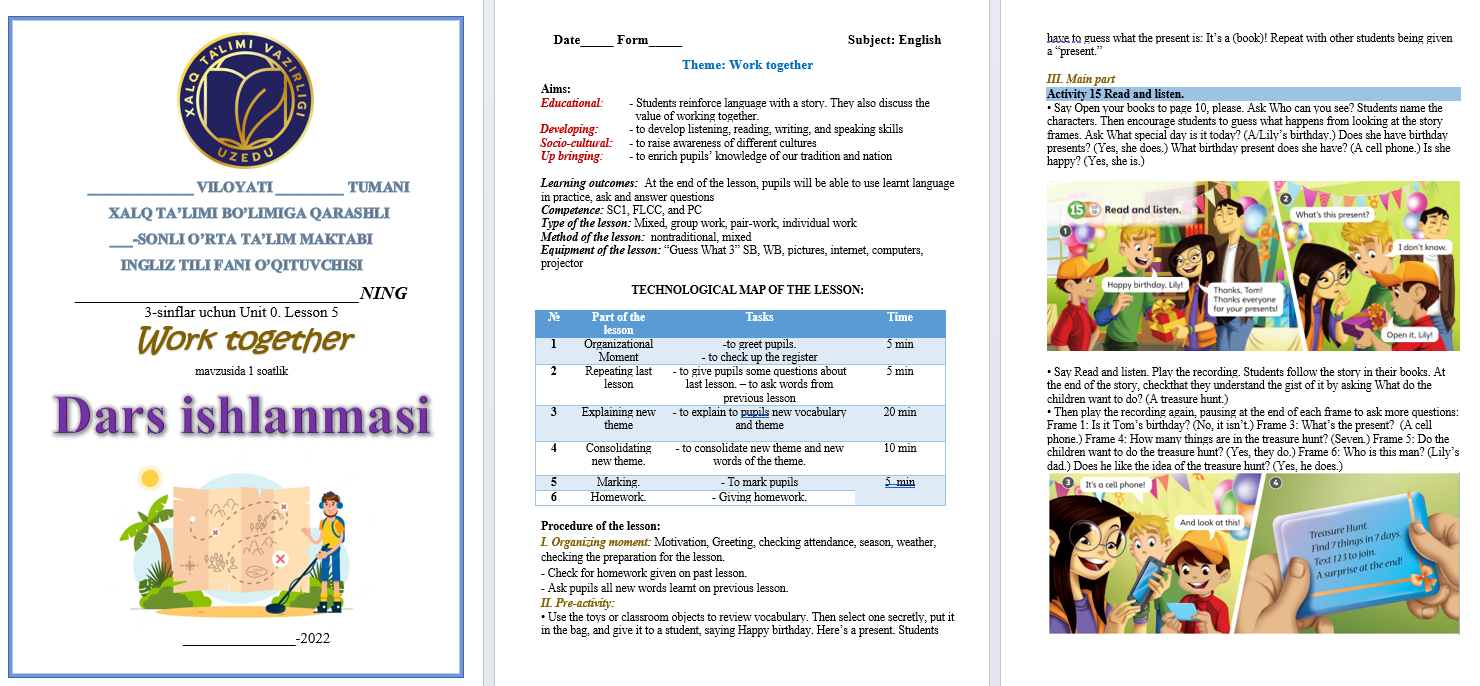 XALQ TA'LIMI VAZIRLIGI
UZEDU
______________ VILOYATI _________ TUMANI
XALQ TA’LIMI BO’LIMIGA QARASHLI
___-SONLI O’RTA TA’LIM MAKTABI
INGLIZ TILI FANI O’QITUVCHISI
______________________________NING
3-sinflar uchun Unit 0. Lesson 5
Work together
mavzusida 1 soatlik
Dars ishlanmasi
________________-2022
Date_____ Form_____ Subject: English
Theme: Work together
Aims:
Educational: - Students reinforce language with a story. They also discuss the
value of working together.
Developing: - to develop listening, reading, writing, and speaking skills
Socio-cultural: - to raise awareness of different cultures
Up bringing: - to enrich pupils’ knowledge of our tradition and nation
Learning outcomes: At the end of the lesson, pupils will be able to use learnt language
in practice, ask and answer questions
Competence: SC1, FLCC, and PC
Type of the lesson: Mixed, group work, pair-work, individual work
Method of the lesson: nontraditional, mixed
Equipment of the lesson: “Guess What 3” SB, WB, pictures, internet, computers,
projector
TECHNOLOGICAL MAP OF THE LESSON:
№ Part of the lesson Tasks Time
1 Organizational Moment -to greet pupils. - to check up the register 5 min
2 Repeating last lesson - to give pupils some questions about last lesson. – to ask words from previous lesson 5 min
3 Explaining new theme - to explain to pupils new vocabulary and theme 20 min
4 Consolidating new theme. - to consolidate new theme and new words of the theme. 10 min
5 Marking. - To mark pupils 5 min
6 Homework. - Giving homework.
Procedure of the lesson:
I. Organizing moment: Motivation, Greeting, checking attendance, season, weather,
checking the preparation for the lesson.
- Check for homework given on past lesson.
- Ask pupils all new words learnt on previous lesson.
II. Pre-activity:
• Use the toys or classroom objects to review vocabulary. Then select one secretly, put it
in the bag, and give it to a student, saying Happy birthday. Here’s a present. Students
have to guess what the present is: It’s a (book)! Repeat with other students being given
a “present.”
III. Main part
Activity 15 Read and listen.
• Say Open your books to page 10, please. Ask Who can you see? Students name the
characters. Then encourage students to guess what happens from looking at the story
frames. Ask What special day is it today? (A/Lily’s birthday.) Does she have birthday
presents? (Yes, she does.) What birthday present does she have? (A cell phone.) Is she
happy? (Yes, she is.)
15 Read and listen.
1
Happy birthday, Lily!
Thanks, Tom!
Thanks everyone
for your presents!
2
What's this present?
I don't know.
Open it, Lily!
• Say Read and listen. Play the recording. Students follow the story in their books. At
the end of the story, checkthat they understand the gist of it by asking What do the
children want to do? (A treasure hunt.)
• Then play the recording again, pausing at the end of each frame to ask more questions:
Frame 1: Is it Tom’s birthday? (No, it isn’t.) Frame 3: What’s the present? (A cell
phone.) Frame 4: How many things are in the treasure hunt? (Seven.) Frame 5: Do the
children want to do the treasure hunt? (Yes, they do.) Frame 6: Who is this man? (Lily’s
dad.) Does he like the idea of the treasure hunt? (Yes, he does.)
3
It's a cell phone!
And look at this!
4
Treasure Hunt.
Find 7 things in 7 days.
Text 123 to join.
A surprise at the end!